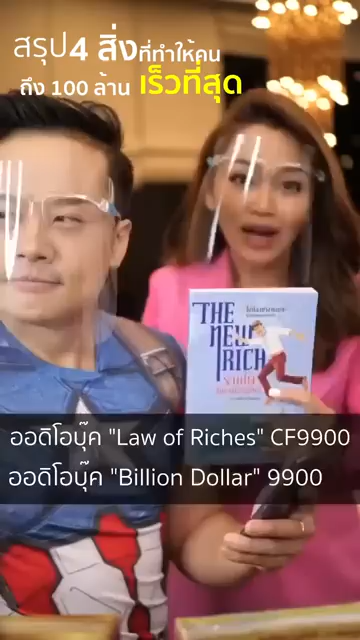 สรุป4 สิ่งที่ทำให้คน
ถึง 100 ล้าน เร็วที่สุด
THE
NEW
RICH
ออดิโอบุ๊ค "Law of Riches" CF9900
ออดิโอบุ๊ค "Billion Dollar" 9900